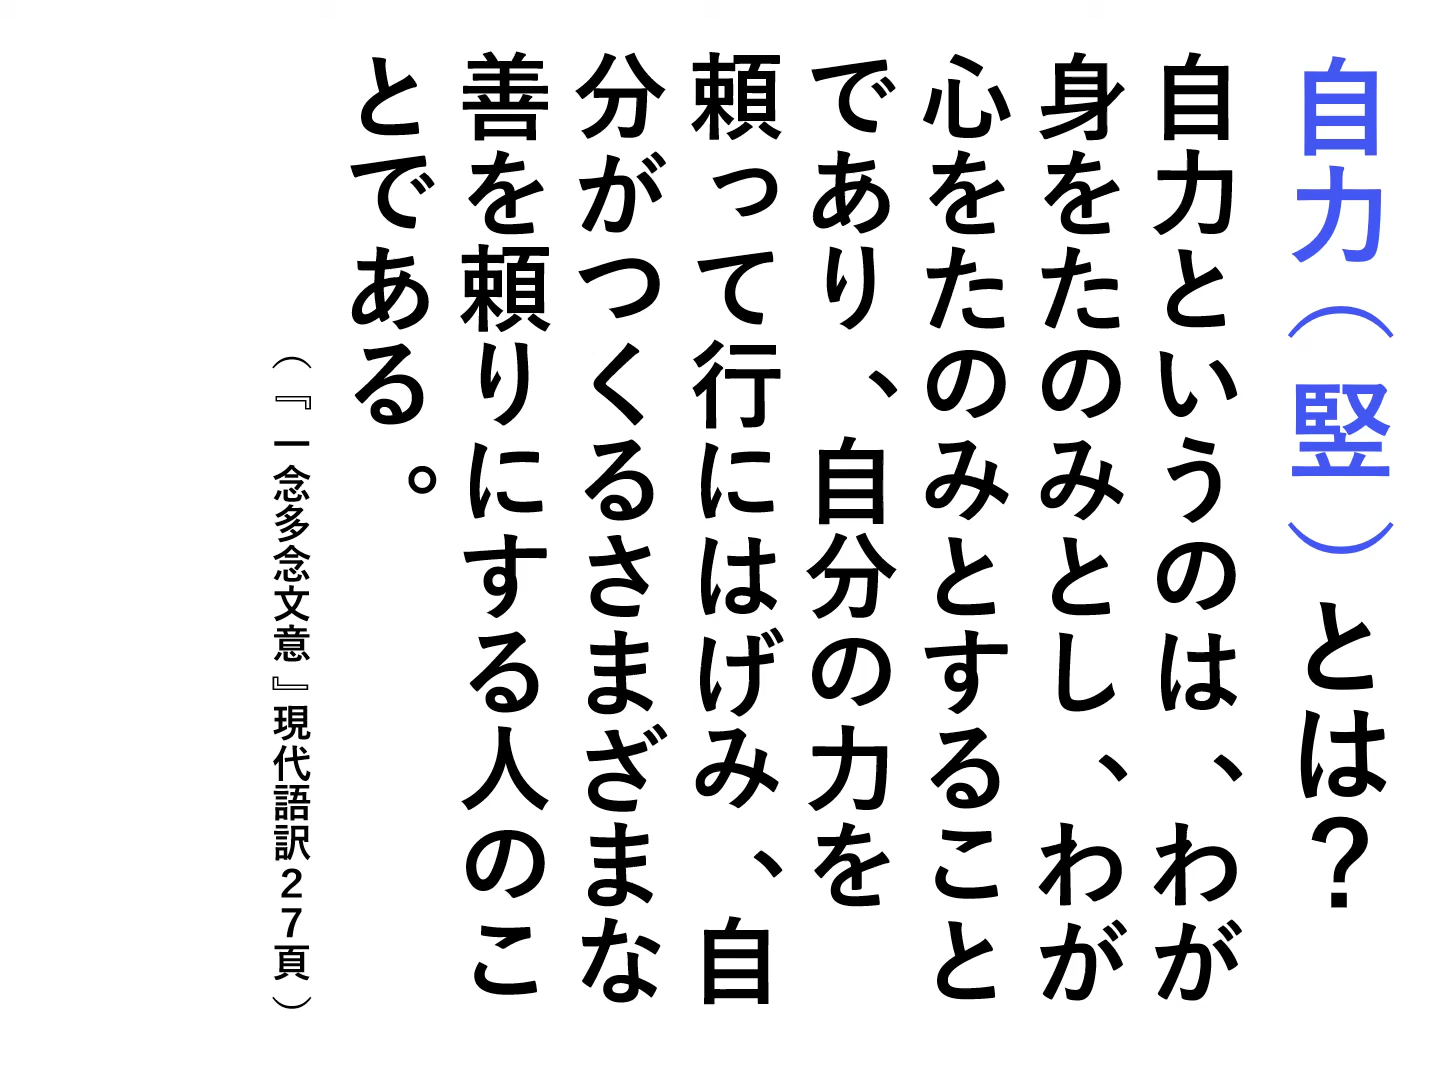 自力（竪）とは？
自力というのは、わが
身をたのみとし、わが
心をたのみとすること
であり、自分の力を
頼って行にはげみ、自
分がつくるさまざまな
善を頼りにする人のこ
とである。
（『一念多念文意』現代語訳２７頁）